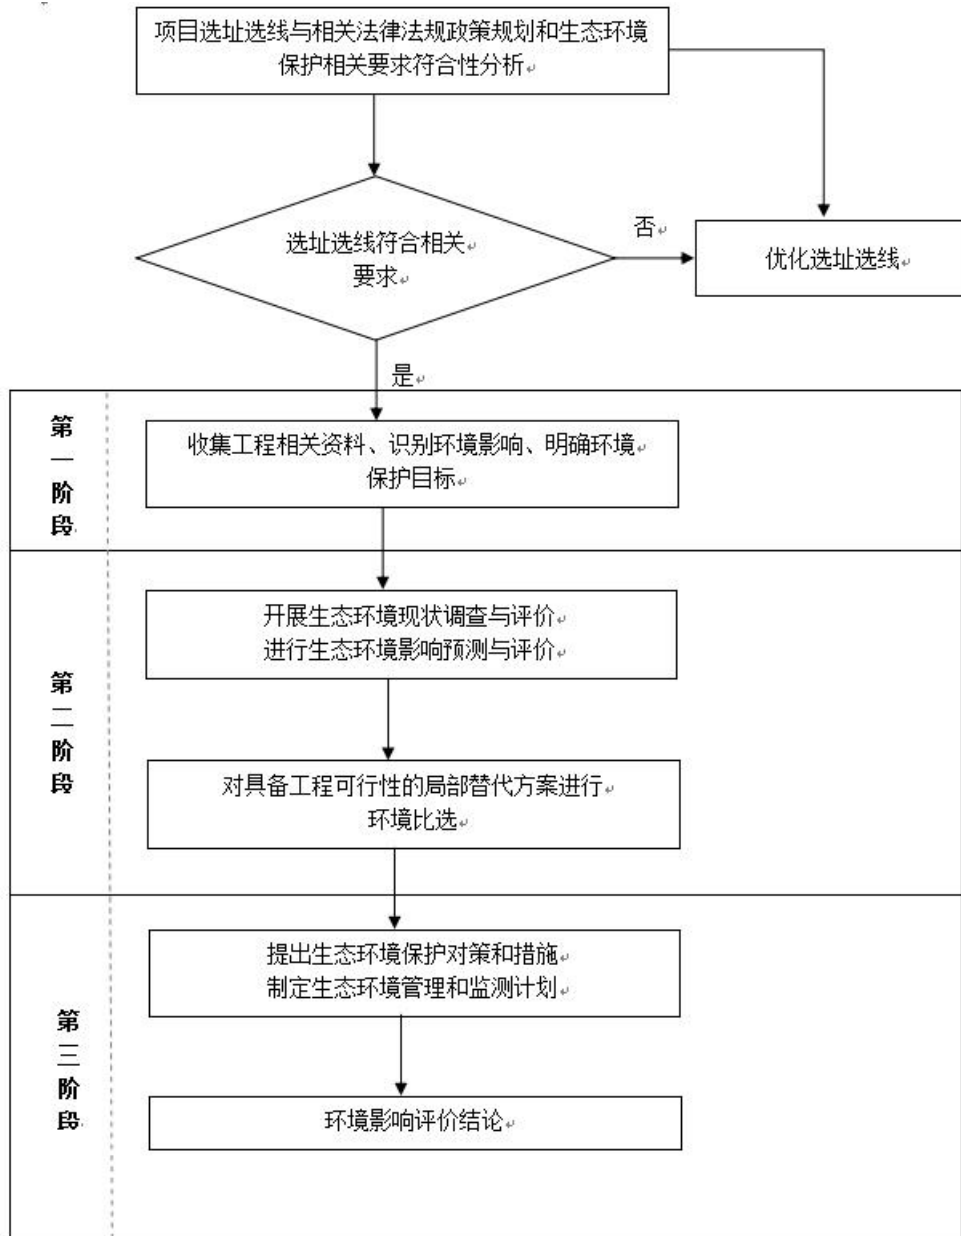 项目选址选线与相关法律法规政策规划和生态环境
保护相关要求符合性分析
选址选线符合相关
要求
否
优化选址选线
是
第一阶段
收集工程相关资料、识别环境影响、明确环境
保护目标
第二阶段
开展生态环境现状调查与评价
进行生态环境影响预测与评价
对具备工程可行性的局部替代方案进行
环境比选
第三阶段
提出生态环境保护对策和措施
制定生态环境管理和监测计划
环境影响评价结论